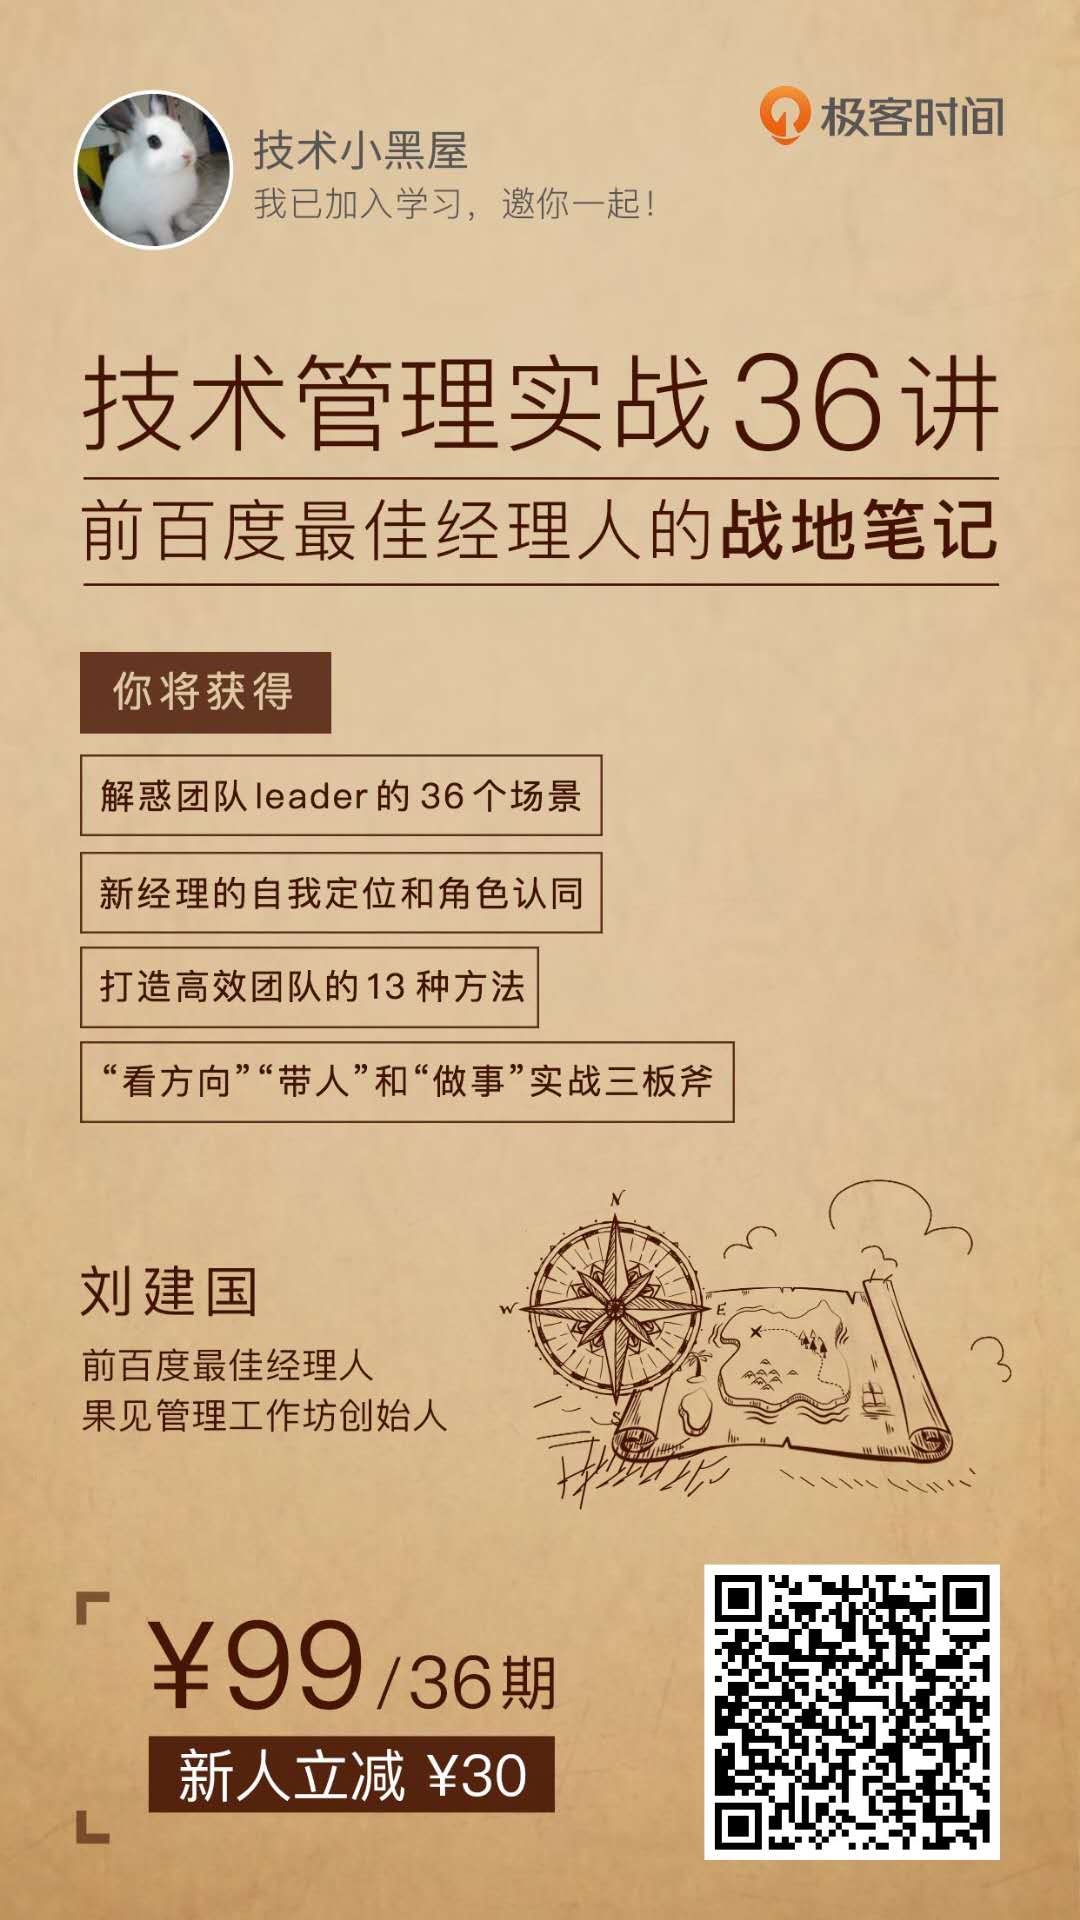 极客时间
技术小黑屋
我已加入学习，邀你一起！
技术管理实战36讲
前百度最佳经理人的战地笔记
你将获得
解惑团队leader的36个场景
新经理的自我定位和角色认同
打造高效团队的13种方法
“看方向”“带人”和“做事”实战三板斧
N
W
E
S
刘建国
前百度最佳经理人
果见管理工作坊创始人
¥99/36期
新人立减 ¥30